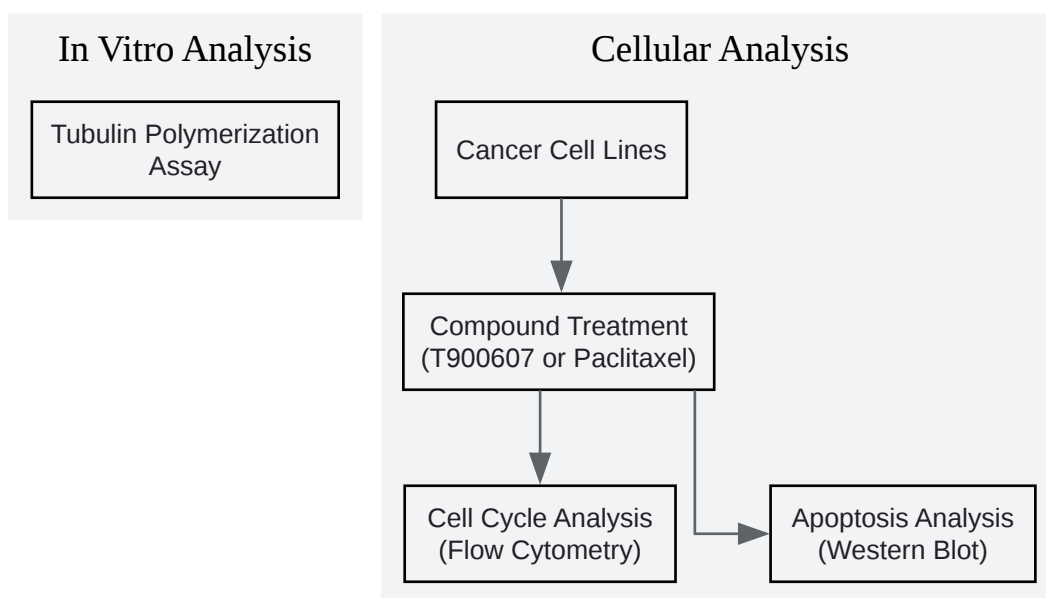 In Vitro Analysis
Tubulin Polymerization
Assay
Cellular Analysis
Cancer Cell Lines
Compound Treatment
(T900607 or Paclitaxel)
Cell Cycle Analysis
(Flow Cytometry)
Apoptosis Analysis
(Western Blot)